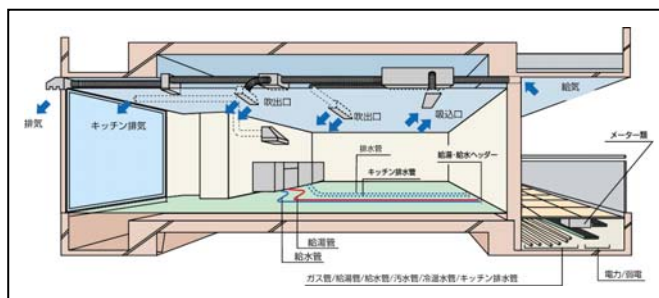 給気
吹出口
吹出口
吸込口
排気
キッチン排気
メーター類
排水管
給湯・給水ヘッダー
キッチン排水管
給湯管
給水管
ガス管/給湯管/給水管/汚水管/冷温水管/キッチン排水管
電力/弱電